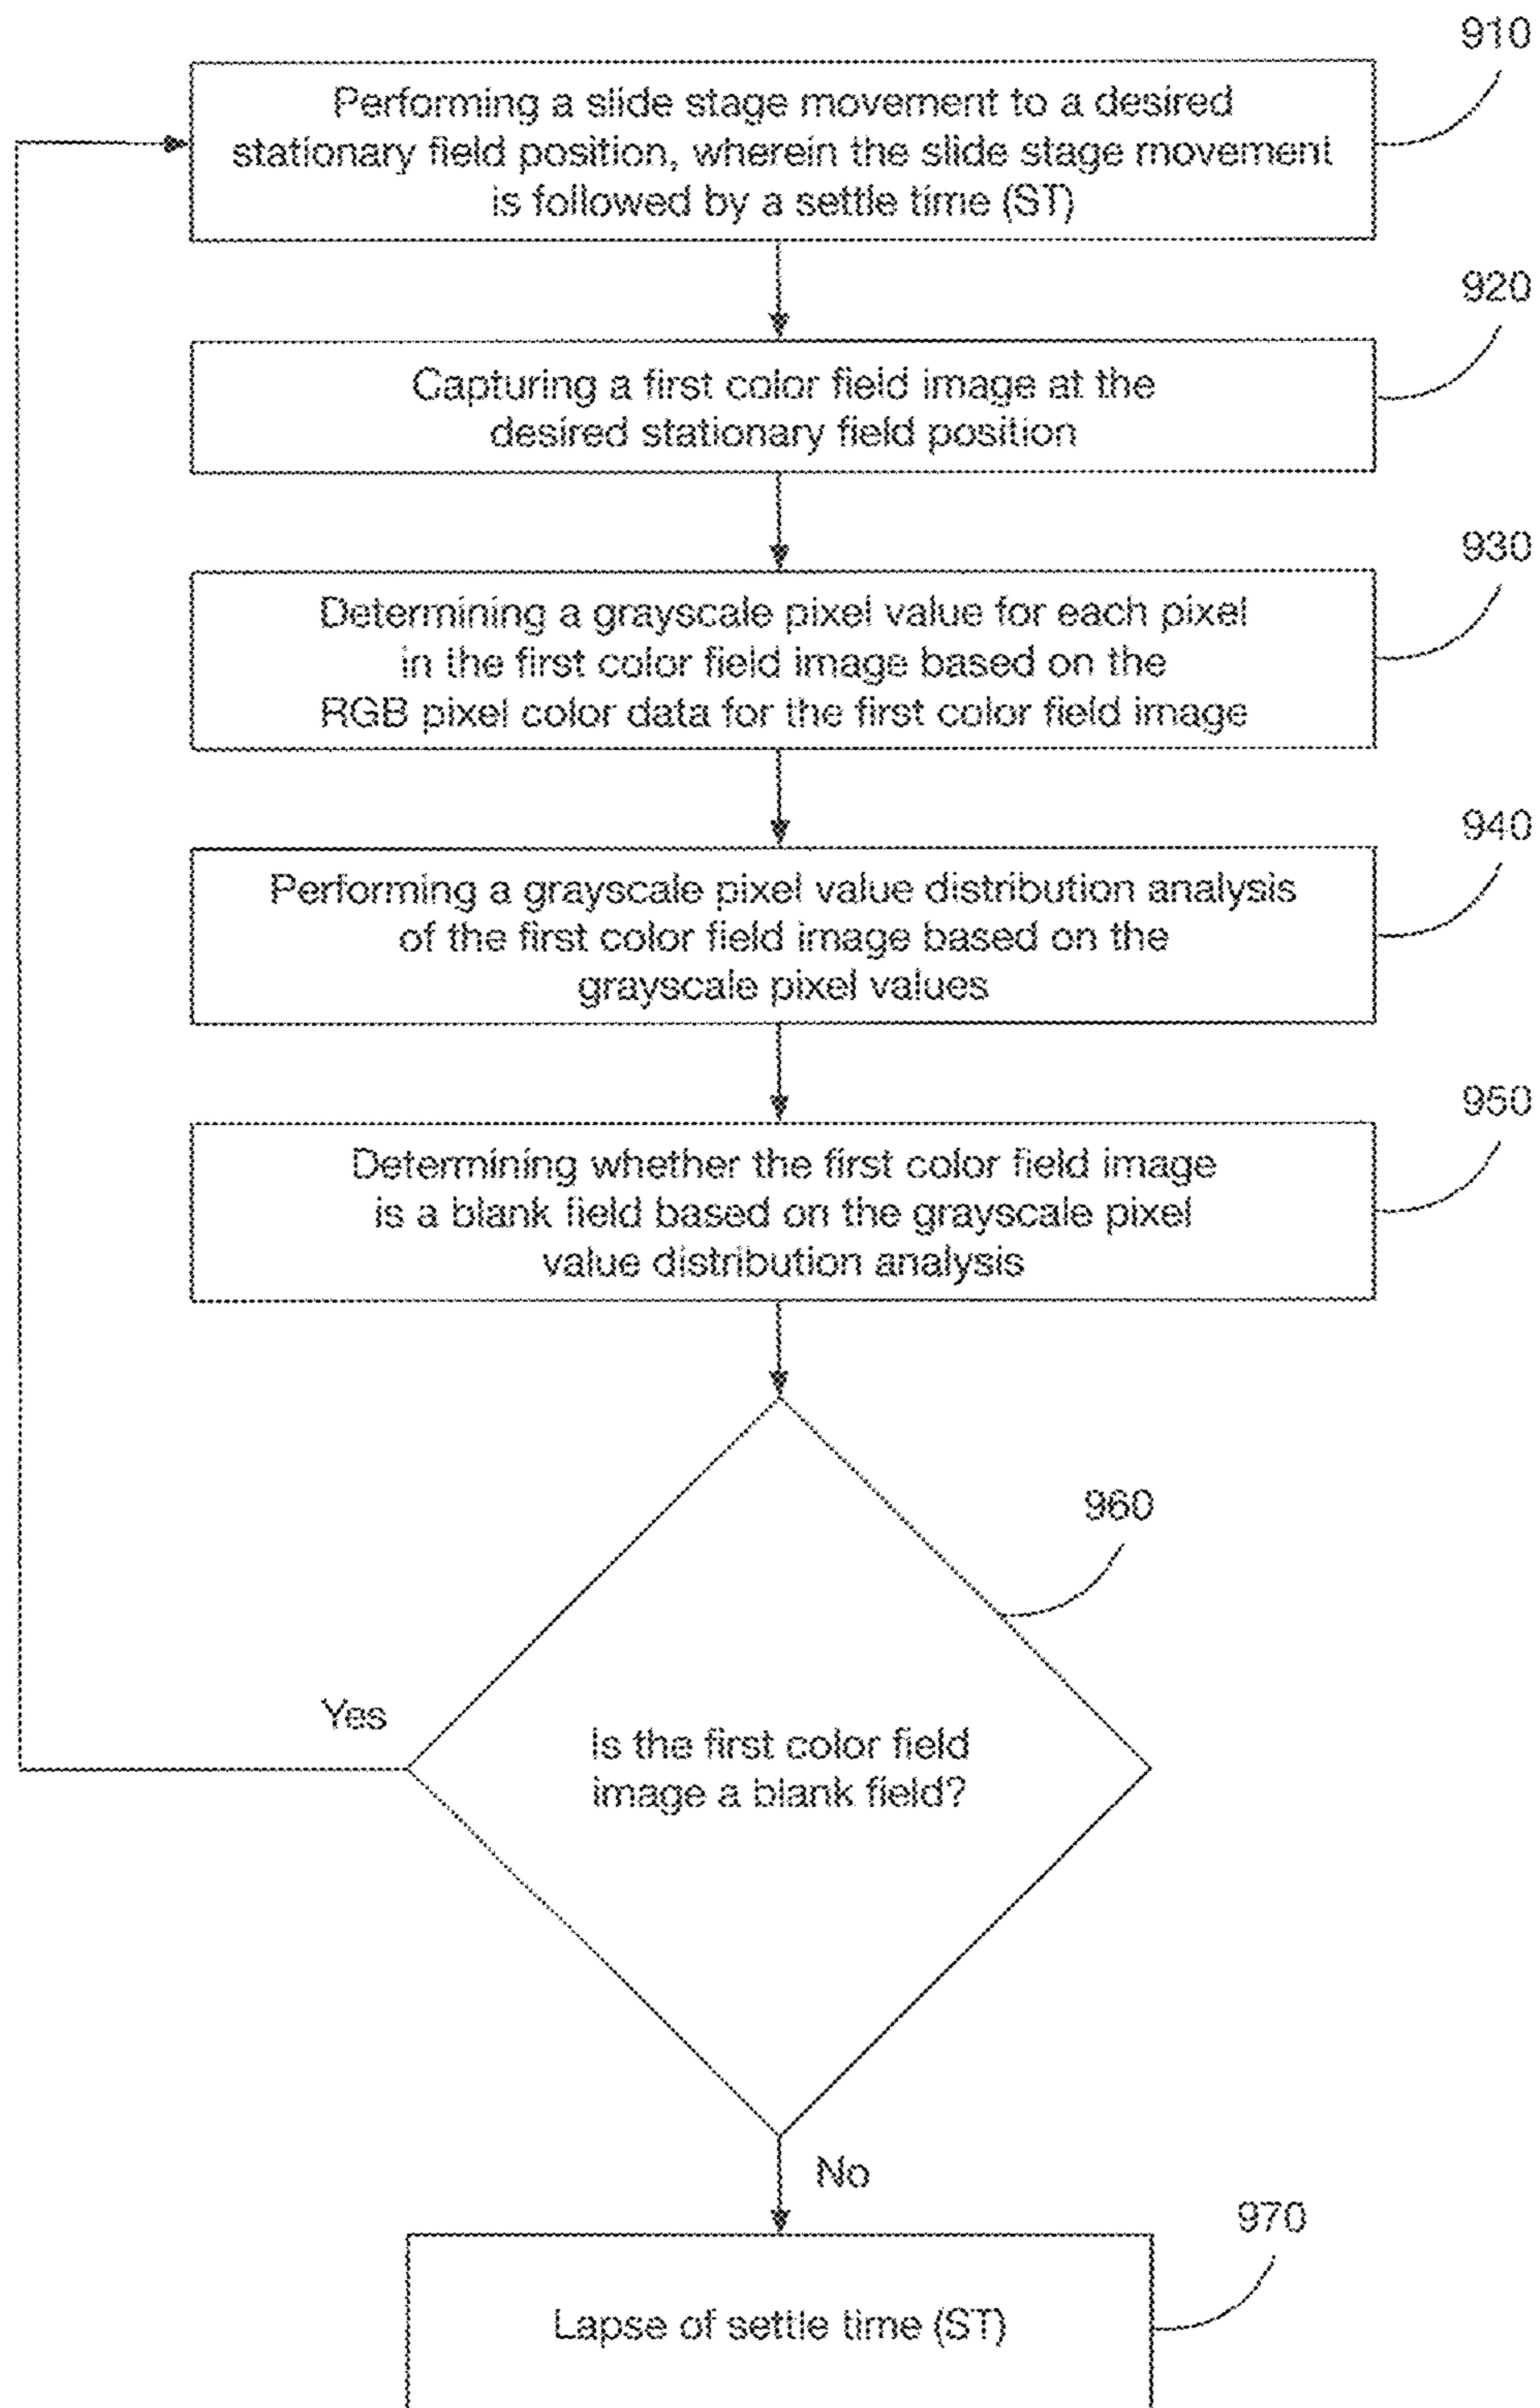 910
Performing a slide stage movement to a desired
stationary field position, wherein the slide stage movement
is followed by a settle time (ST)
920
Capturing a first color field image at the
desired stationary field position
930
Determining a grayscale pixel value for each pixel
in the first color field image based on the
RGB pixel color data for the first color field image
940
Performing a grayscale pixel value distribution analysis
of the first color field image based on the
grayscale pixel values
950
Determining whether the first color field image
is a blank field based on the grayscale pixel
value distribution analysis
960
Yes
Is the first color field
image a blank field?
No
970
Lapse of settle time (ST)